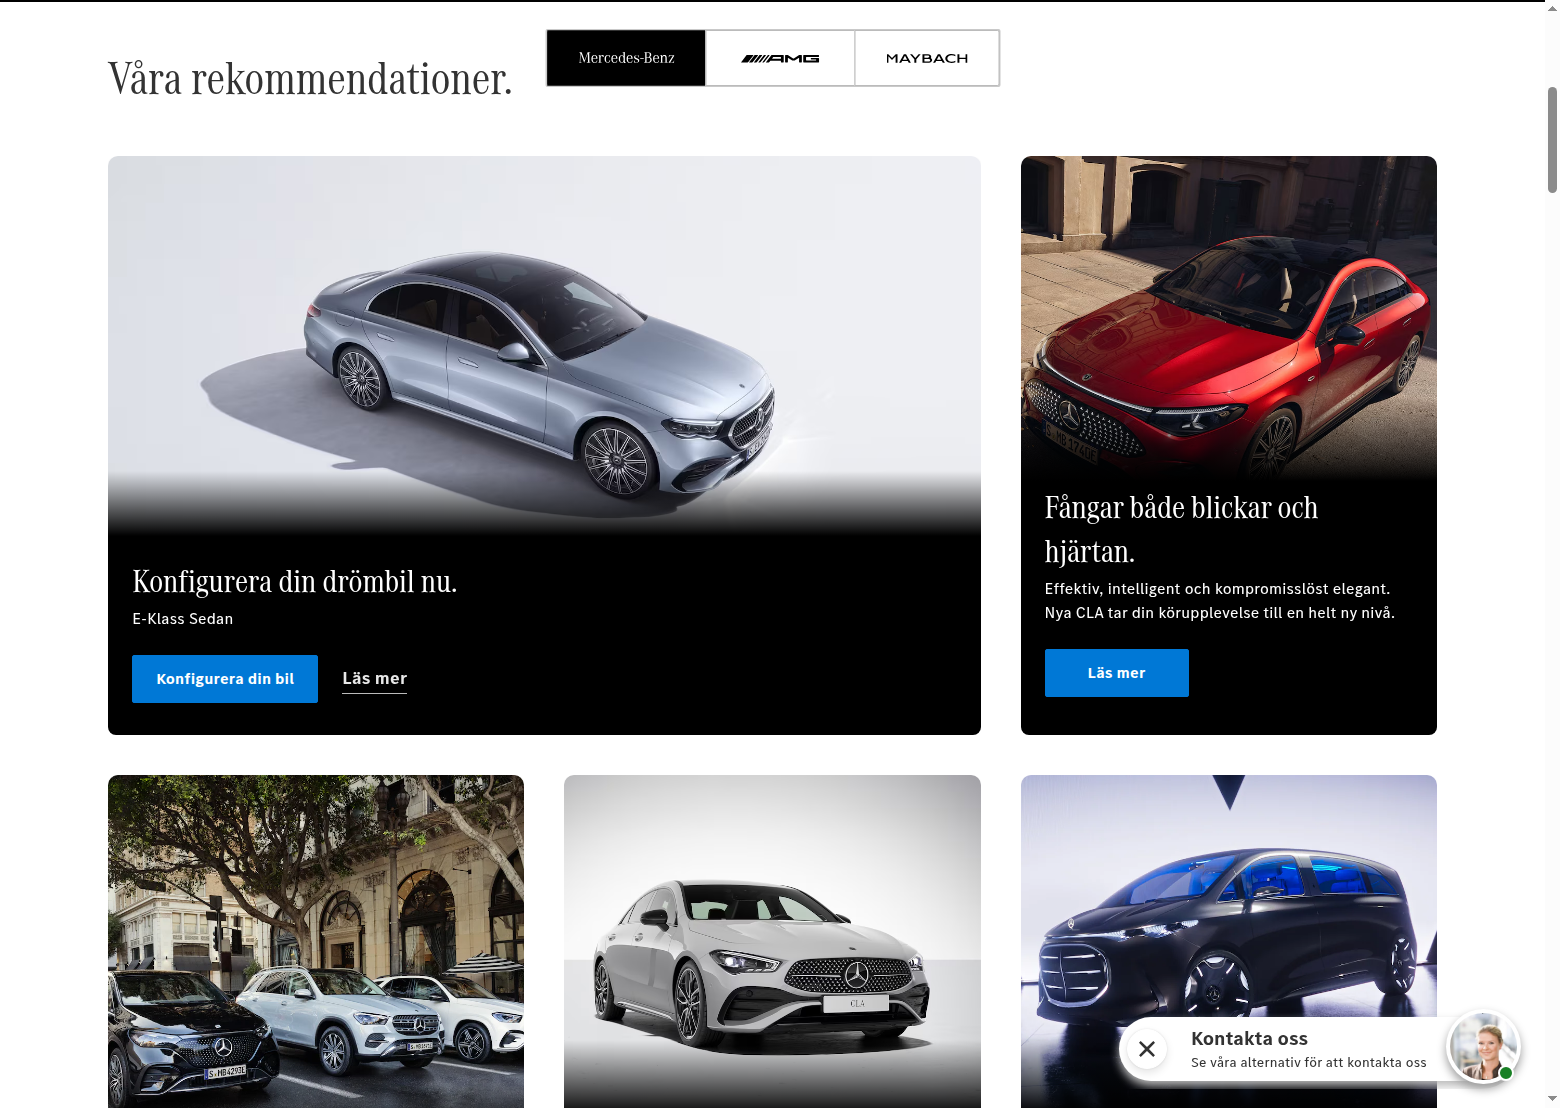 Våra rekommendationer.
Mercedes-Benz
AMG
MAYBACH
Konfigurera din drömbil nu.
E-Klass Sedan
Konfigurera din bil
Läs mer
Fångar både blickar och
hjärtan.
Effektiv, intelligent och kompromisslöst elegant.
Nya CLA tar din körupplevelse till en helt ny nivå.
Läs mer
CLA
Kontakta oss
Se våra alternativ för att kontakta oss